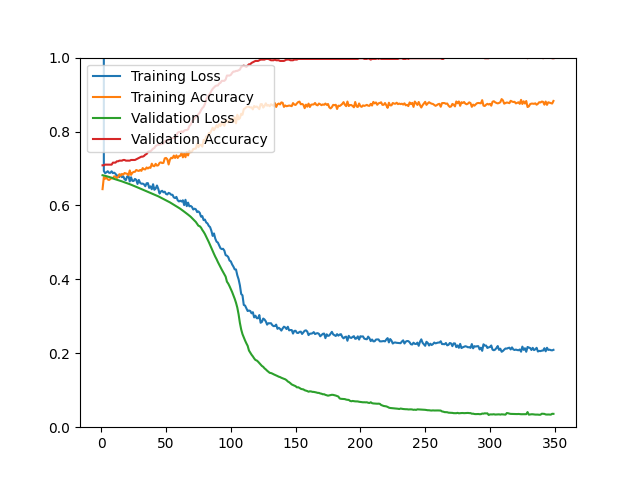 Training Loss
Training Accuracy
Validation Loss
Validation Accuracy
1.0
0.8
0.6
0.4
0.2
0.0
0 50 100 150 200 250 300 350